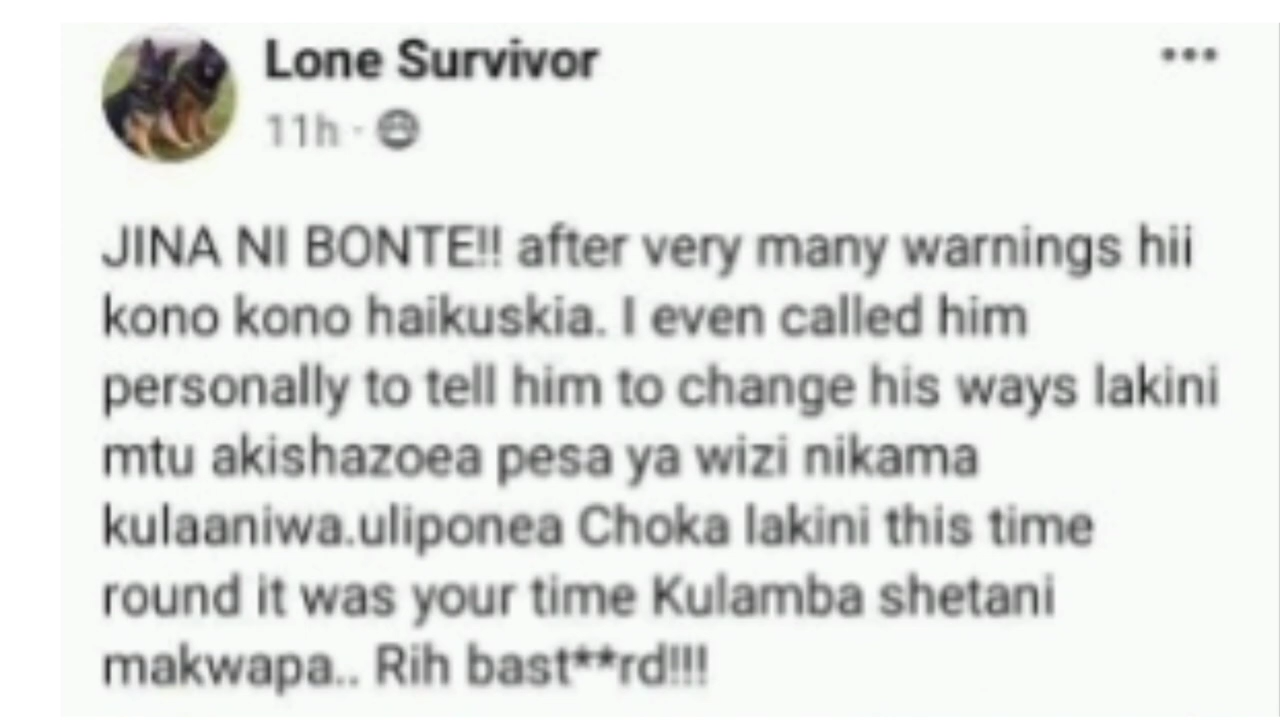 Lone Survivor
11h ·
JINA NI BONTE!! after very many warnings hii
kono kono haikuskia. I even called him
personally to tell him to change his ways lakini
mtu akishazoea pesa ya wizi nikama
kulaaniwa.uliponea Choka lakini this time
round it was your time Kulamba shetani
makwapa.. Rih bast**rd!!!